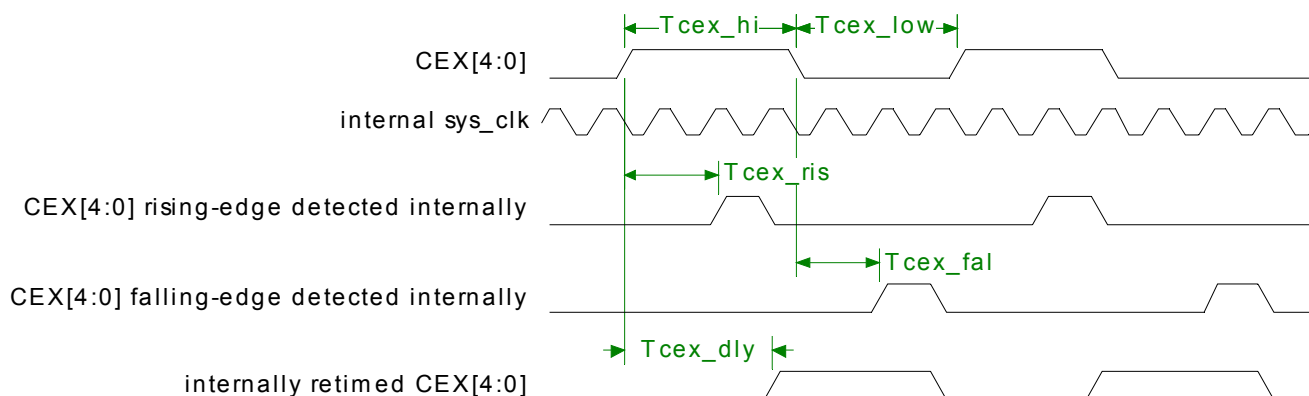 Tcex_hi Tcex_low
CEX[4:0]
internal sys_clk
Tcex_ris
CEX[4:0] rising-edge detected internally
Tcex_fal
CEX[4:0] falling-edge detected internally
Tcex_dly
internally retimed CEX[4:0]